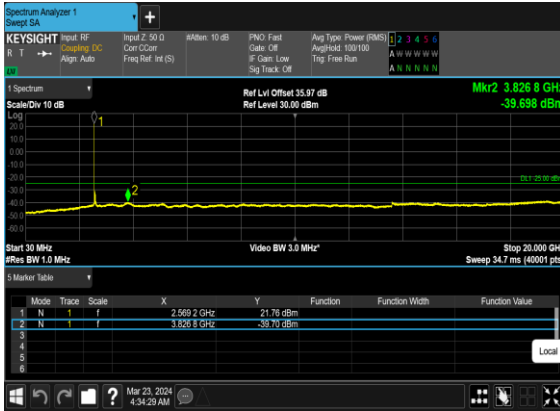 Spectrum Analyzer 1
Swept SA
+
KEYSIGHT Input: RF Input Z: 50 Ω #Atten: 10 dB PNO: Fast Avg Type: Power (RMS) 1 2 3 4 5 6
R T Coupling: DC Corr CCorr Gate: Off Avg|Hold: 100/100 A W W W W W
Align: Auto Freq Ref: Int (S) IF Gain: Low Trig: Free Run
Sig Track: Off A N N N N N
1 Spectrum Ref Lvl Offset 35.97 dB Mkr2 3.826 8 GHz
Scale/Div 10 dB Ref Level 30.00 dBm -39.698 dBm
Log
20.0
10.0
0.00
-10.0
-20.0
-30.0
-40.0
-50.0
-60.0
1
2
DL1 -25.00 dBm
Start 30 MHz Video BW 3.0 MHz* Stop 20.000 GHz
#Res BW 1.0 MHz Sweep 34.7 ms (40001 pts)
5 Marker Table
Mode Trace Scale X Y Function Function Width Function Value
1 N 1 f 2.569 2 GHz 21.76 dBm
2 N 1 f 3.826 8 GHz -39.70 dBm
3
4
5
6
Local
? Mar 23, 2024
4:34:29 AM